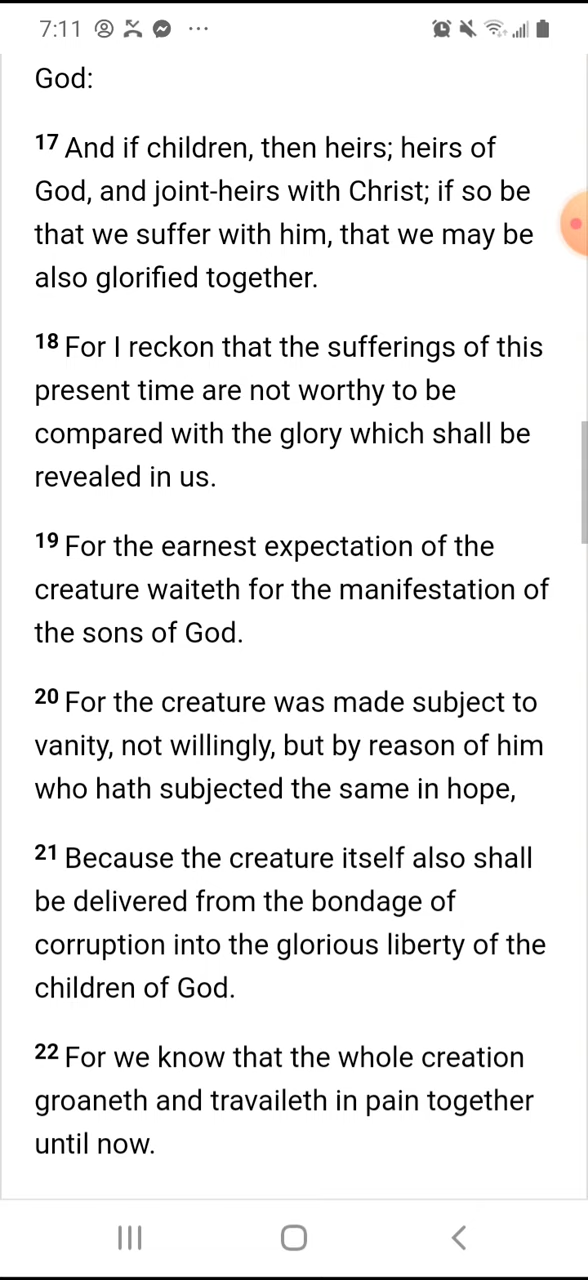 7:11
God:
17 And if children, then heirs; heirs of
God, and joint-heirs with Christ; if so be
that we suffer with him, that we may be
also glorified together.
18 For I reckon that the sufferings of this
present time are not worthy to be
compared with the glory which shall be
revealed in us.
19 For the earnest expectation of the
creature waiteth for the manifestation of
the sons of God.
20 For the creature was made subject to
vanity, not willingly, but by reason of him
who hath subjected the same in hope,
21 Because the creature itself also shall
be delivered from the bondage of
corruption into the glorious liberty of the
children of God.
22 For we know that the whole creation
groaneth and travaileth in pain together
until now.